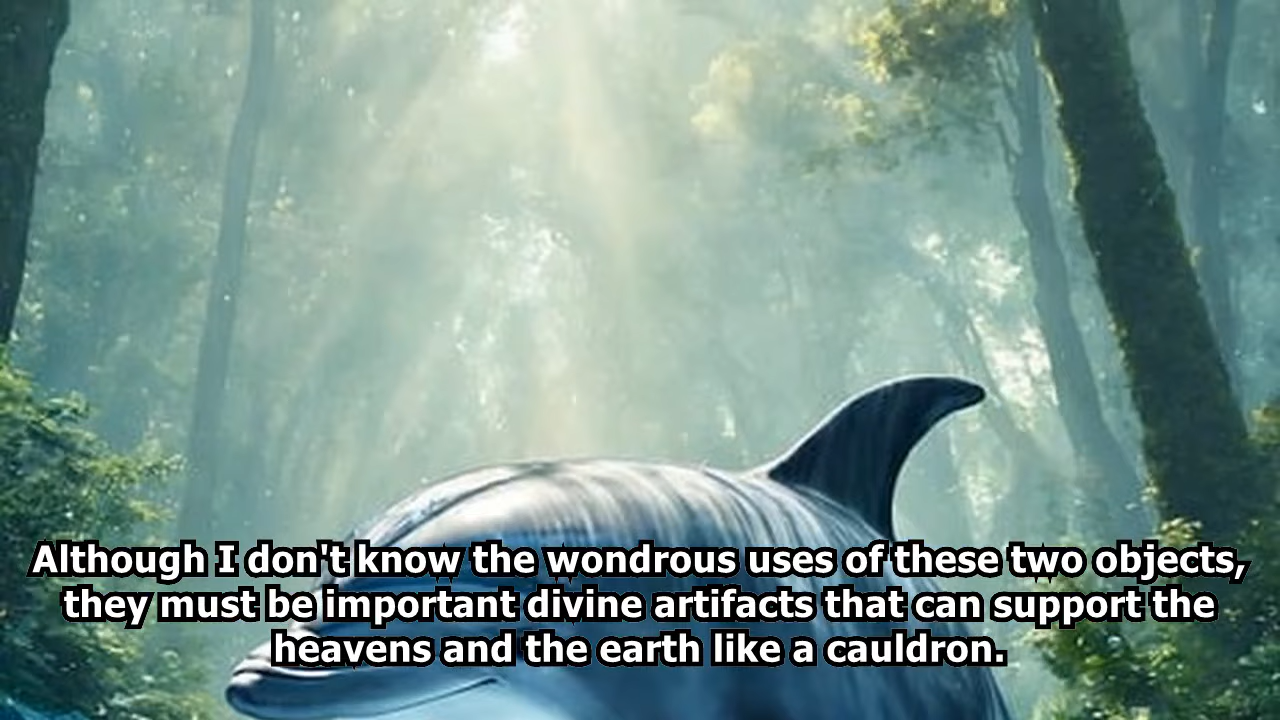 Although I don't know the wondrous uses of these two objects,
they must be important divine artifacts that can support the
heavens and the earth like a cauldron.